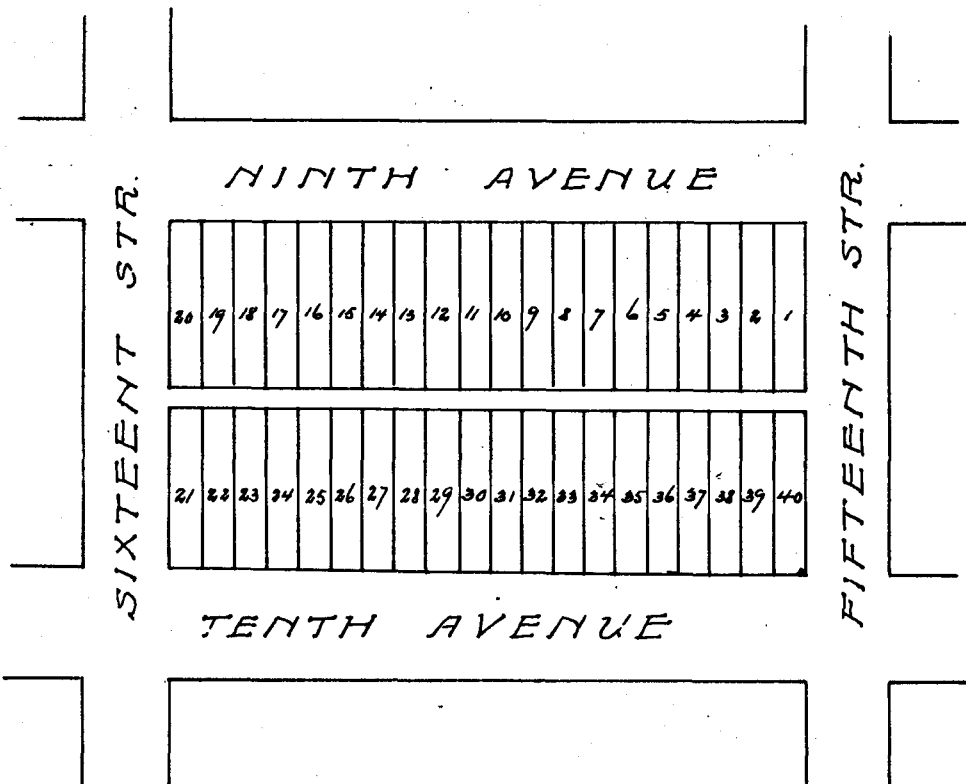 NINTH AVENUE
SIXTEENT STR.
FIFTEENTH STR.
20 19 18 17 16 15 14 13 12 11 10 9 8 7 6 5 4 3 2 1
21 22 23 24 25 26 27 28 29 30 31 32 33 34 35 36 37 38 39 40
TENTH AVENUE